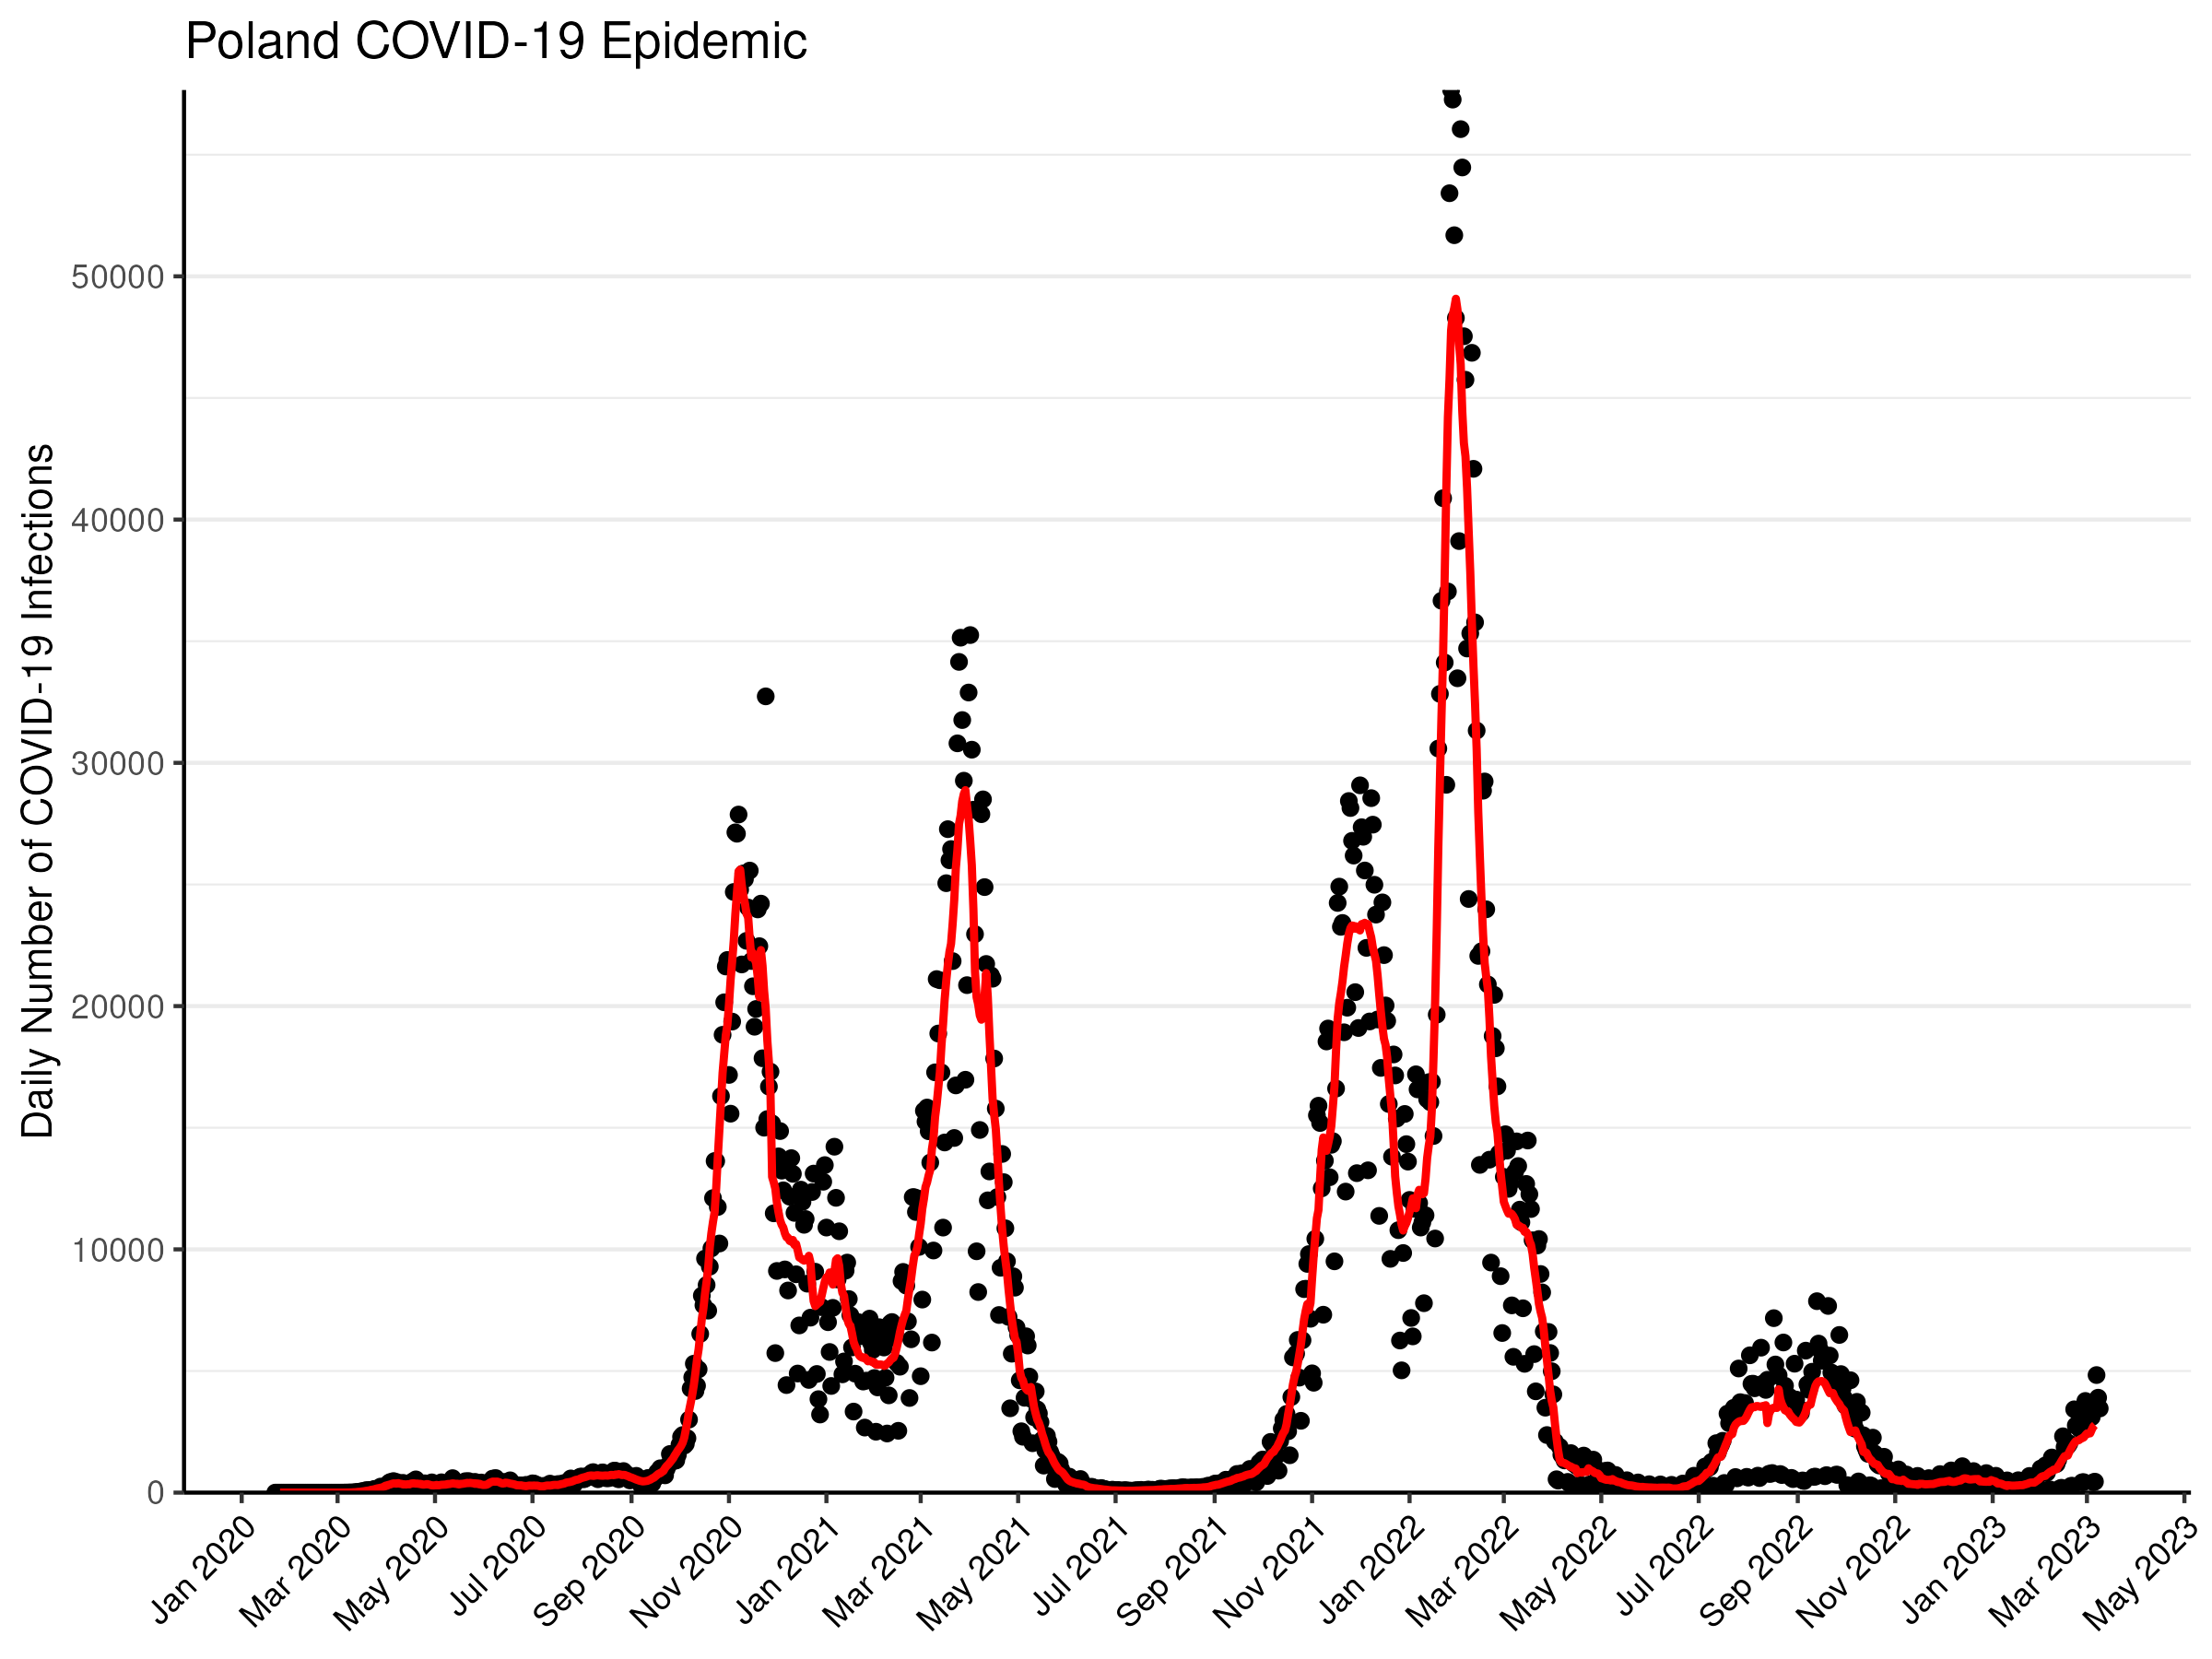 Poland COVID-19 Epidemic
Daily Number of COVID-19 Infections
50000
40000
30000
20000
10000
0
Jan 2020
Mar 2020
May 2020
Jul 2020
Sep 2020
Nov 2020
Jan 2021
Mar 2021
May 2021
Jul 2021
Sep 2021
Nov 2021
Jan 2022
Mar 2022
May 2022
Jul 2022
Sep 2022
Nov 2022
Jan 2023
Mar 2023
May 2023